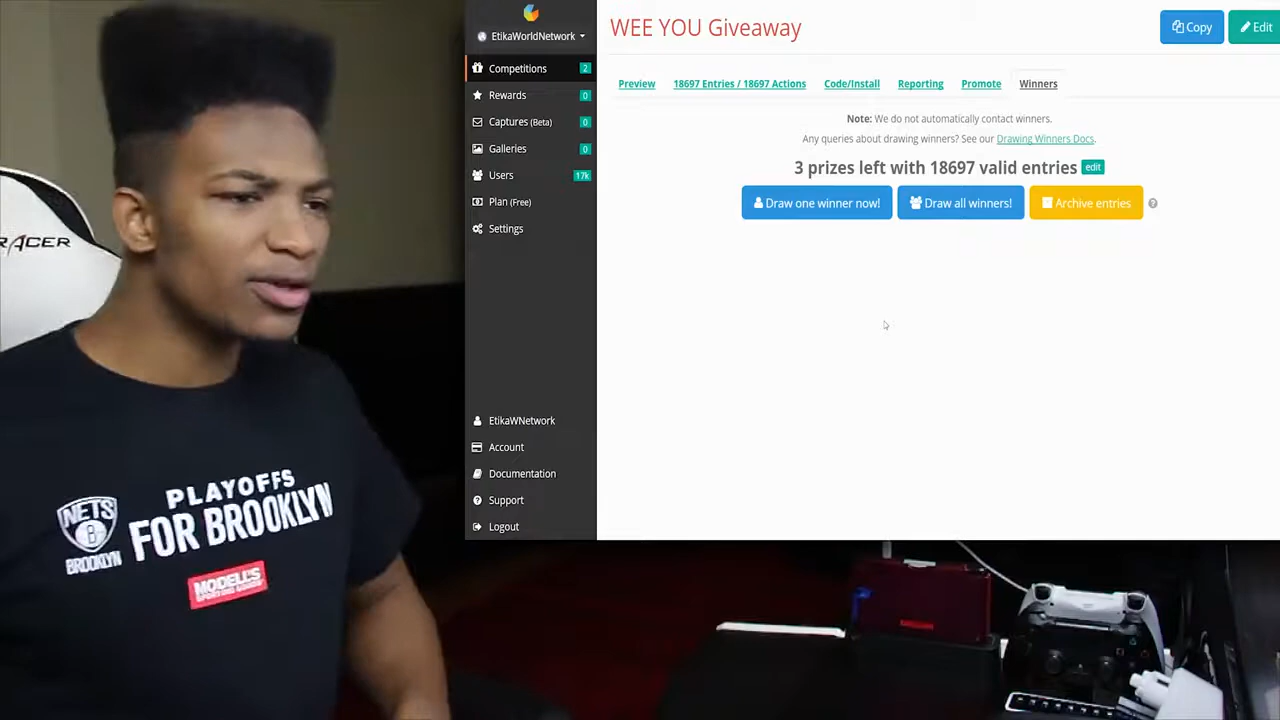 WEE YOU Giveaway
Copy
Edit
EtikaWorldNetwork
Competitions 2
Rewards 0
Captures (Beta) 0
Galleries 0
Users 17k
Plan (Free)
Settings
EtikaWNetwork
Account
Documentation
Support
Logout
Preview 18697 Entries / 18697 Actions Code/Install Reporting Promote Winners
Note: We do not automatically contact winners.
Any queries about drawing winners? See our Drawing Winners Docs.
3 prizes left with 18697 valid entries edit
Draw one winner now! Draw all winners! Archive entries ?
RACER
PLAYOFFS
FOR BROOKLYN
NETS
B
BROOKLYN
MODELL'S